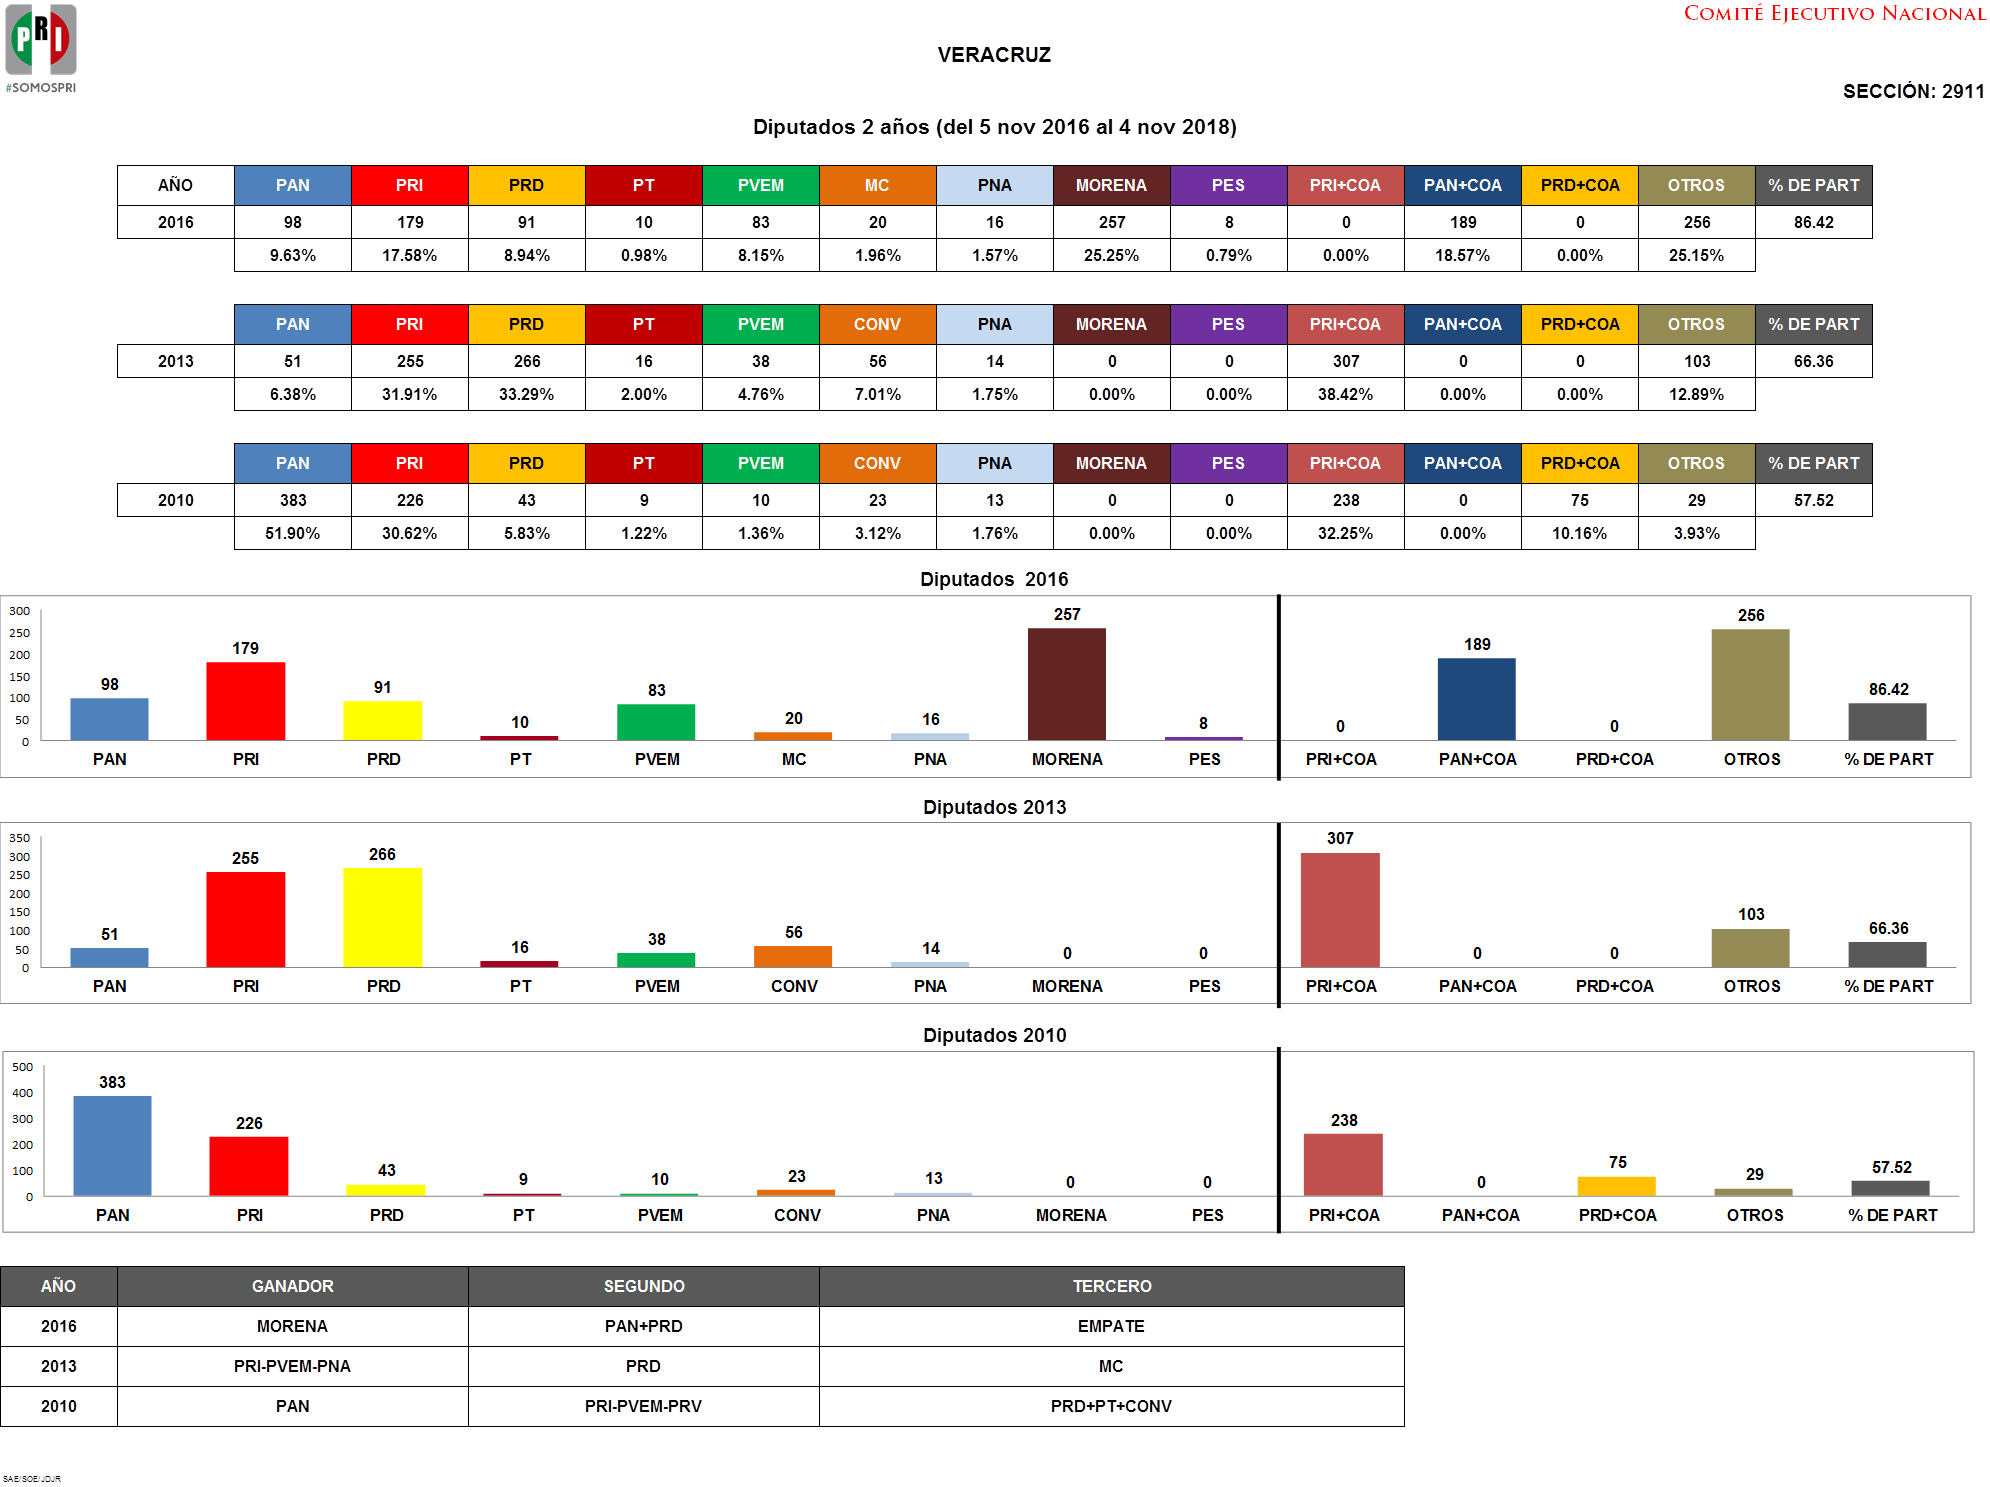 PRI
#SOMOSPRI
COMITÉ EJECUTIVO NACIONAL
VERACRUZ
SECCIÓN: 2911
Diputados 2 años (del 5 nov 2016 al 4 nov 2018)
AÑO PAN PRI PRD PT PVEM MC PNA MORENA PES PRI+COA PAN+COA PRD+COA OTROS % DE PART
2016 98 179 91 10 83 20 16 257 8 0 189 0 256 86.42
9.63% 17.58% 8.94% 0.98% 8.15% 1.96% 1.57% 25.25% 0.79% 0.00% 18.57% 0.00% 25.15%
PAN PRI PRD PT PVEM CONV PNA MORENA PES PRI+COA PAN+COA PRD+COA OTROS % DE PART
2013 51 255 266 16 38 56 14 0 0 307 0 0 103 66.36
6.38% 31.91% 33.29% 2.00% 4.76% 7.01% 1.75% 0.00% 0.00% 38.42% 0.00% 0.00% 12.89%
PAN PRI PRD PT PVEM CONV PNA MORENA PES PRI+COA PAN+COA PRD+COA OTROS % DE PART
2010 383 226 43 9 10 23 13 0 0 238 0 75 29 57.52
51.90% 30.62% 5.83% 1.22% 1.36% 3.12% 1.76% 0.00% 0.00% 32.25% 0.00% 10.16% 3.93%
Diputados 2016
300
250
200
150
100
50
0
98 179 91 10 83 20 16 257 8 0 189 0 256 86.42
PAN PRI PRD PT PVEM MC PNA MORENA PES PRI+COA PAN+COA PRD+COA OTROS % DE PART
Diputados 2013
350
300
250
200
150
100
50
0
51 255 266 16 38 56 14 0 0 307 0 0 103 66.36
PAN PRI PRD PT PVEM CONV PNA MORENA PES PRI+COA PAN+COA PRD+COA OTROS % DE PART
Diputados 2010
500
400
300
200
100
0
383 226 43 9 10 23 13 0 0 238 0 75 29 57.52
PAN PRI PRD PT PVEM CONV PNA MORENA PES PRI+COA PAN+COA PRD+COA OTROS % DE PART
AÑO GANADOR SEGUNDO TERCERO
2016 MORENA PAN+PRD EMPATE
2013 PRI-PVEM-PNA PRD MC
2010 PAN PRI-PVEM-PRV PRD+PT+CONV
SAE/SOE/JDJR